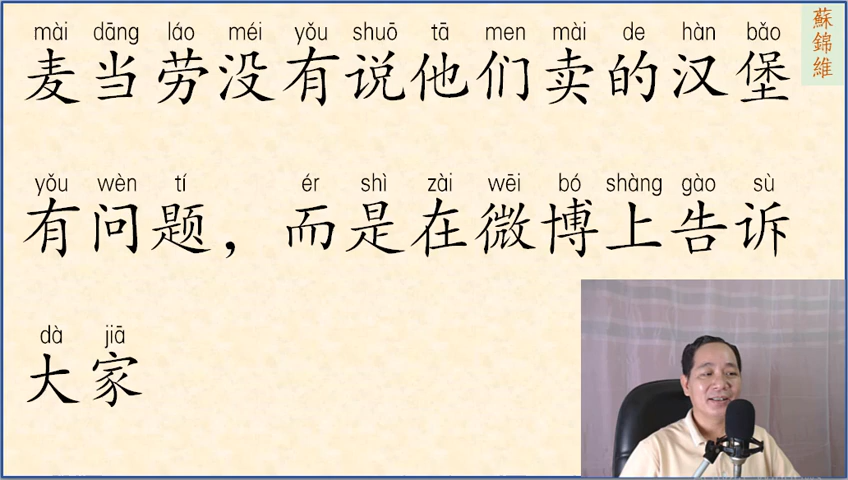 mài dāng láo méi yǒu shuō tā men mài de hàn bǎo
麦当劳没有说他们卖的汉堡
yǒu wèn tí ér shì zài wēi bó shàng gào sù
有问题，而是在微博上告诉
dà jiā
大家
蘇錦維